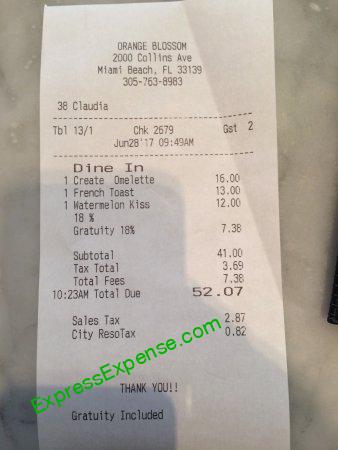 ORANGE BLOSSOM
2000 Collins Ave
Miami Beach, FL 33139
305-763-8983
38 Claudia
Tbl 13/1 Chk 2679 Gst 2
Jun28'17 09:49AM
Dine In
1 Create Omelette 16.00
1 French Toast 13.00
1 Watermelon Kiss 12.00
18 %
Gratuity 18% 7.38
Subtotal 41.00
Tax Total 3.69
Total Fees 7.38
10:23AM Total Due 52.07
Sales Tax 2.87
City ResoTax 0.82
ExpressExpense.com
THANK YOU!!
Gratuity Included